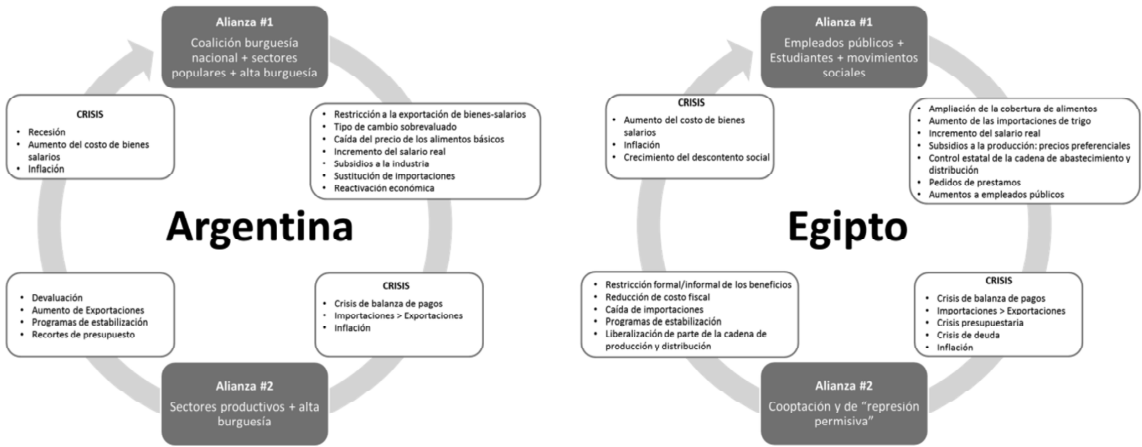 Alianza #1
Coalición burguesía
nacional + sectores
populares + alta burguesía
CRISIS
• Recesión
• Aumento del costo de bienes
salarios
• Inflación
• Restricción a la exportación de bienes-salarios
• Tipo de cambio sobrevaluado
• Caída del precio de los alimentos básicos
• Incremento del salario real
- Subsidios a la industria
• Sustitución de importaciones
• Reactivación económica
Argentina
• Devaluación
• Aumento de Exportaciones
• Programas de estabilización
• Recortes de presupuesto
CRISIS
• Crisis de balanza de pagos
- Importaciones > Exportaciones
• Inflación
Alianza #2
Sectores productivos + alta
burguesía
Alianza #1
Empleados públicos +
Estudiantes + movimientos
sociales
CRISIS
• Aumento del costo de bienes
salarios
• Inflación
• Crecimiento del descontento social
- Ampliación de la cobertura de alimentos
• Aumento de las importaciones de trigo
• Incremento del salario real
• Subsidios a la producción: precios preferenciales
• Control estatal de la cadena de abastecimiento y
distribución
• Pedidos de prestamos
• Aumentos a empleados públicos
Egipto
• Restricción formal/informal de los beneficios
• Reducción de costo fiscal
• Caída de importaciones
• Programas de estabilización
• Liberalización de parte de la cadena de
producción y distribución
CRISIS
• Crisis de balanza de pagos
• Importaciones > Exportaciones
• Crisis presupuestaria
• Crisis de deuda
- Inflación
Alianza #2
Cooptación y de “represión
permisiva”